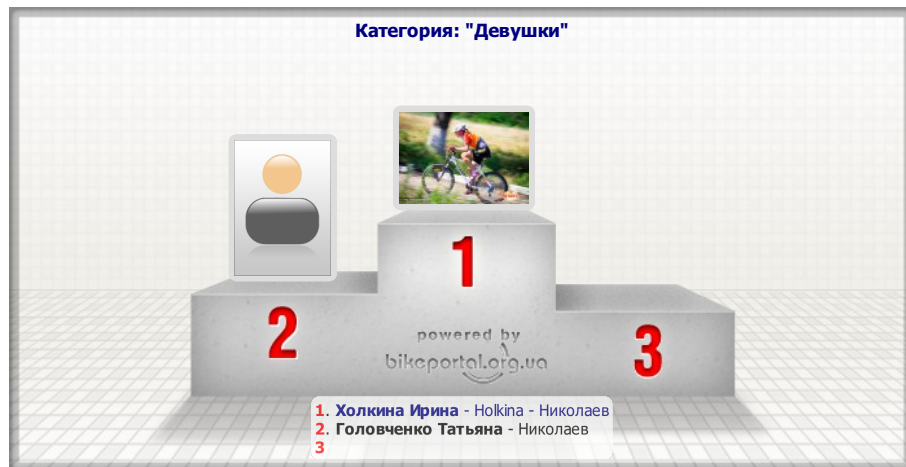 Категория: "Девушки"
1
2
3
powered by
bikeportal.org.ua
1. Холкина Ирина - Holkina - Николаев
2. Головченко Татьяна - Николаев
3